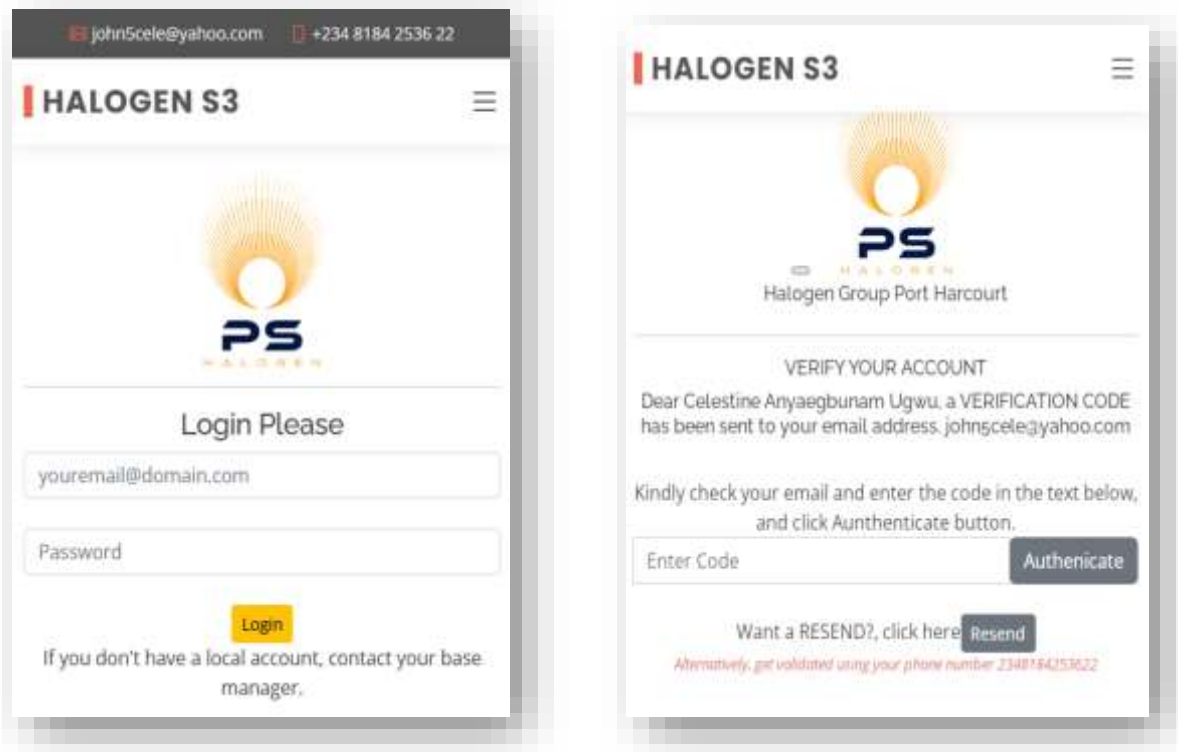 john5cele@yahoo.com +234 8184 2536 22
HALOGEN S3
PS
HALOGEN
Login Please
youremail@domain.com
Password
Login
If you don't have a local account, contact your base
manager.
HALOGEN S3
PS
HALOGEN
Halogen Group Port Harcourt
VERIFY YOUR ACCOUNT
Dear Celestine Anyaegbunam Ugwu, a VERIFICATION CODE
has been sent to your email address. john5cele@yahoo.com
Kindly check your email and enter the code in the text below,
and click Aunthenticate button.
Enter Code Authenicate
Want a RESEND?, click here Resend
Alternatively, get validated using your phone number 2348184253622